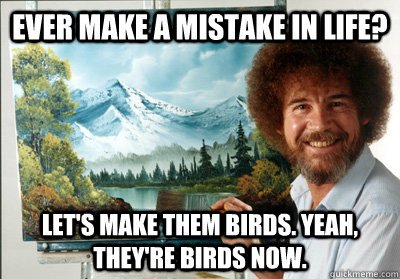 EVER MAKE A MISTAKE IN LIFE?
LET'S MAKE THEM BIRDS. YEAH,
THEY'RE BIRDS NOW.
quickmeme.com